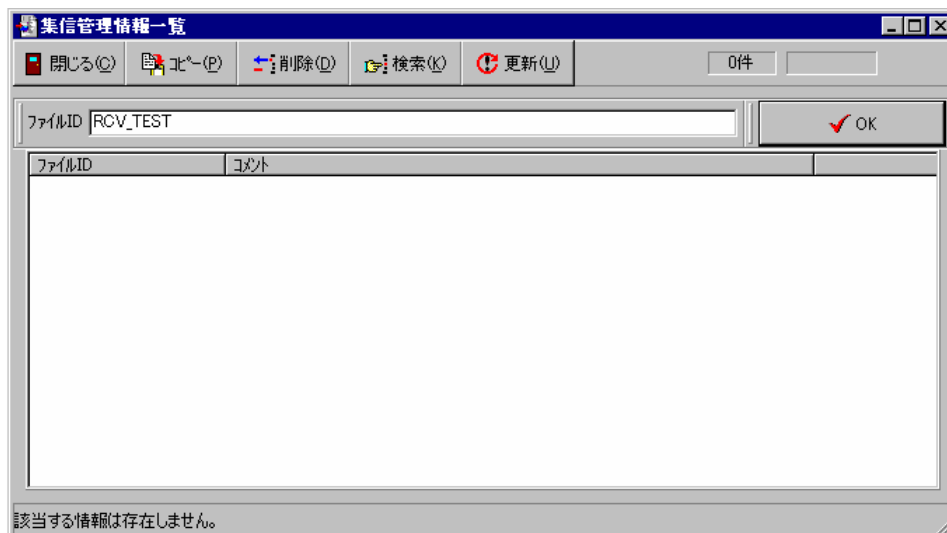 集信管理情報一覧
閉じる(C) ｺﾋﾟｰ(P) 削除(D) 検索(K) 更新(U) 0件
ﾌｧｲﾙID RCV_TEST OK
ﾌｧｲﾙID ｺﾒﾝﾄ
該当する情報は存在しません。